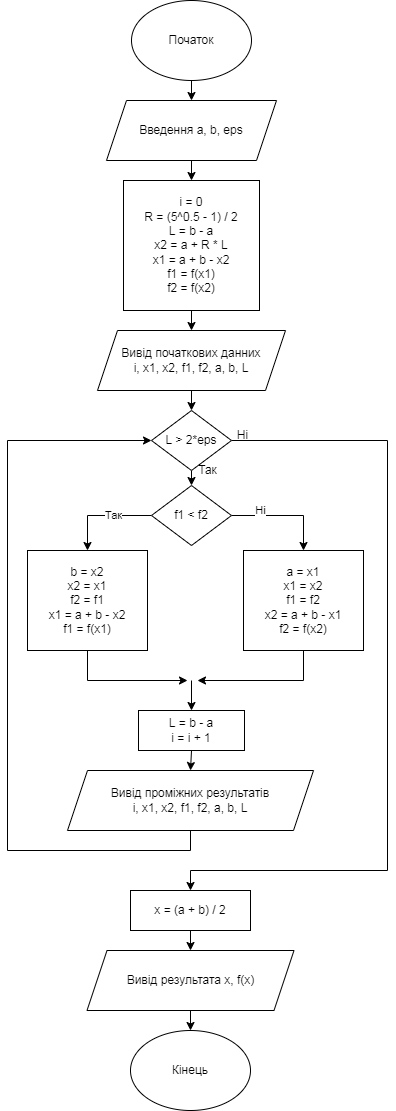 Початок
Введення a, b, eps
i = 0
R = (5^0.5 - 1) / 2
L = b - a
x2 = a + R * L
x1 = a + b - x2
f1 = f(x1)
f2 = f(x2)
Вивід початкових данних
i, x1, x2, f1, f2, a, b, L
L > 2*eps
Ні
Так
f1 < f2
Так
Ні
b = x2
x2 = x1
f2 = f1
x1 = a + b - x2
f1 = f(x1)
a = x1
x1 = x2
f1 = f2
x2 = a + b - x1
f2 = f(x2)
L = b - a
i = i + 1
Вивід проміжних результатів
i, x1, x2, f1, f2, a, b, L
x = (a + b) / 2
Вивід результата x, f(x)
Кінець